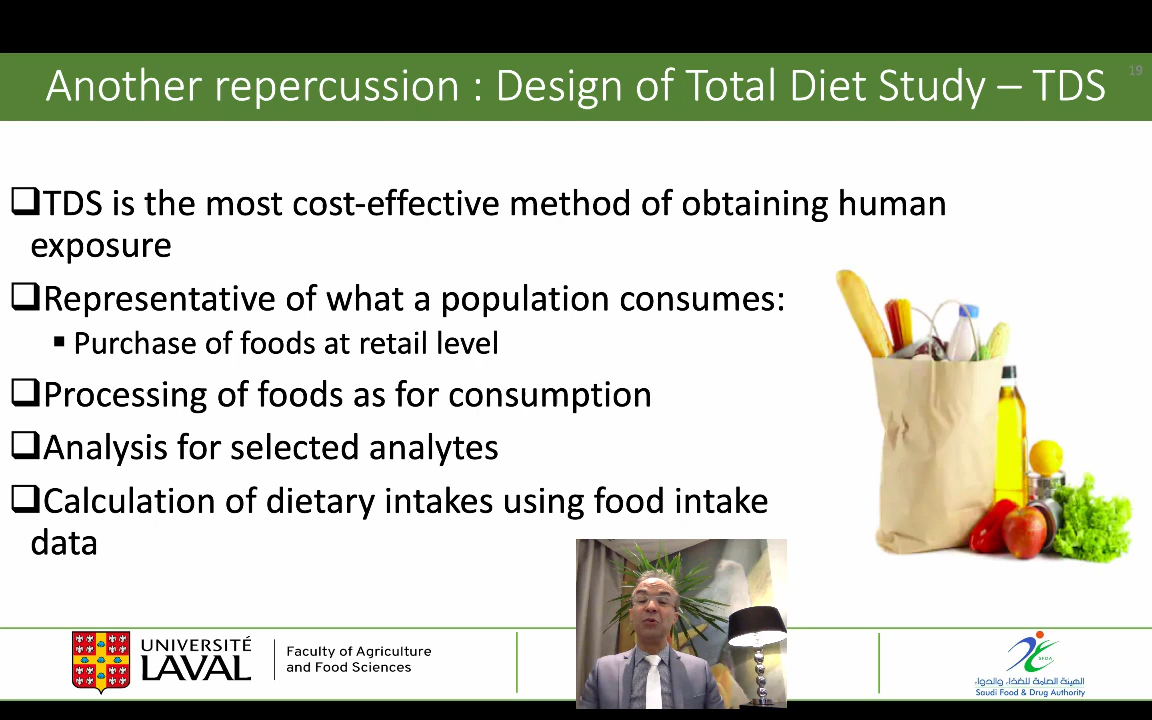 Another repercussion : Design of Total Diet Study – TDS
19
❑TDS is the most cost-effective method of obtaining human
exposure
❑Representative of what a population consumes:
▪ Purchase of foods at retail level
❑Processing of foods as for consumption
❑Analysis for selected analytes
❑Calculation of dietary intakes using food intake
data
UNIVERSITÉ
LAVAL
Faculty of Agriculture
and Food Sciences
SFDA
الهيئة العامة للغذاء والدواء
Saudi Food & Drug Authority